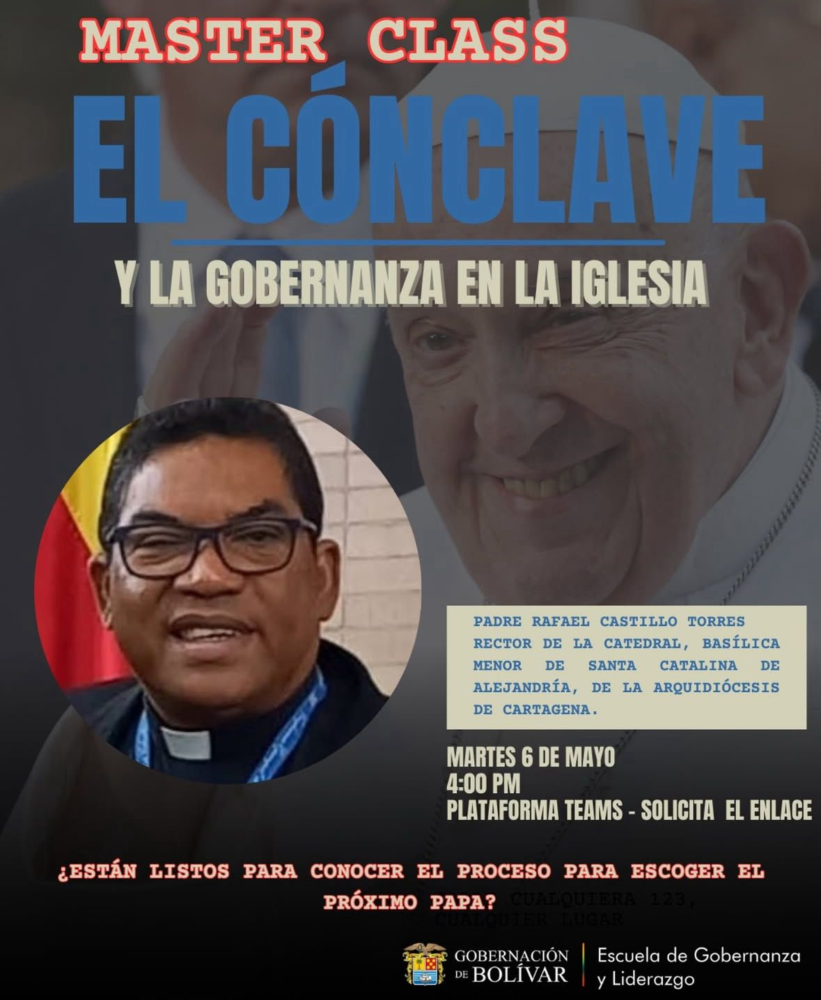 MASTER CLASS
EL CÓNCLAVE
Y LA GOBERNANZA EN LA IGLESIA
PADRE RAFAEL CASTILLO TORRES
RECTOR DE LA CATEDRAL, BASÍLICA
MENOR DE SANTA CATALINA DE
ALEJANDRÍA, DE LA ARQUIDIÓCESIS
DE CARTAGENA.
MARTES 6 DE MAYO
4:00 PM
PLATAFORMA TEAMS - SOLICITA EL ENLACE
¿ESTÁN LISTOS PARA CONOCER EL PROCESO PARA ESCOGER EL
PRÓXIMO PAPA?
CUALQUIERA 123,
CUALQUIER LUGAR
GOBERNACIÓN
DE BOLÍVAR
Escuela de Gobernanza
y Liderazgo